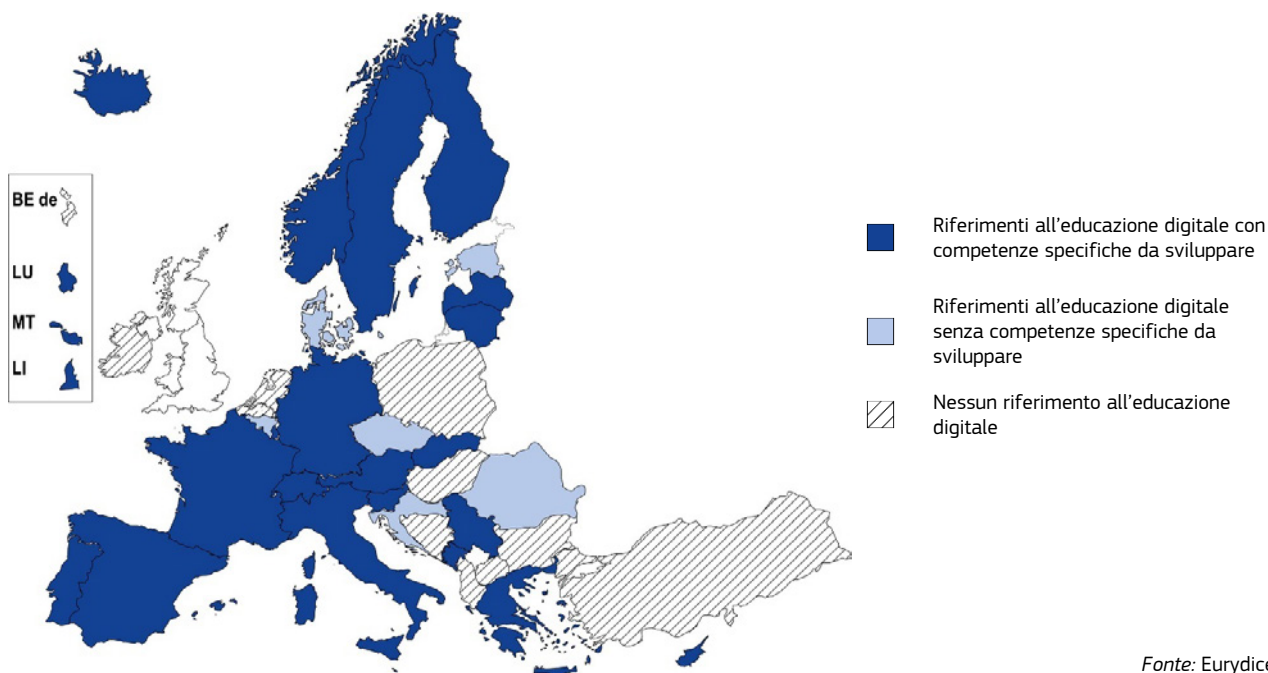 BE de
LU
MT
LI
Riferimenti all'educazione digitale con
competenze specifiche da sviluppare
Riferimenti all'educazione digitale
senza competenze specifiche da
sviluppare
Nessun riferimento all'educazione
digitale
Fonte: Eurydice